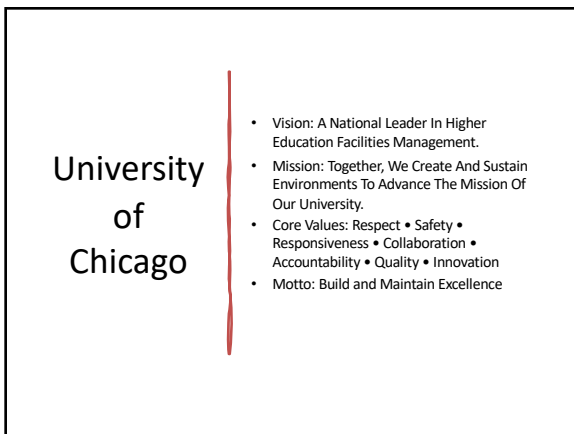 University
of
Chicago
• Vision: A National Leader In Higher
Education Facilities Management.
• Mission: Together, We Create And Sustain
Environments To Advance The Mission Of
Our University.
• Core Values: Respect • Safety •
Responsiveness • Collaboration •
Accountability • Quality • Innovation
• Motto: Build and Maintain Excellence